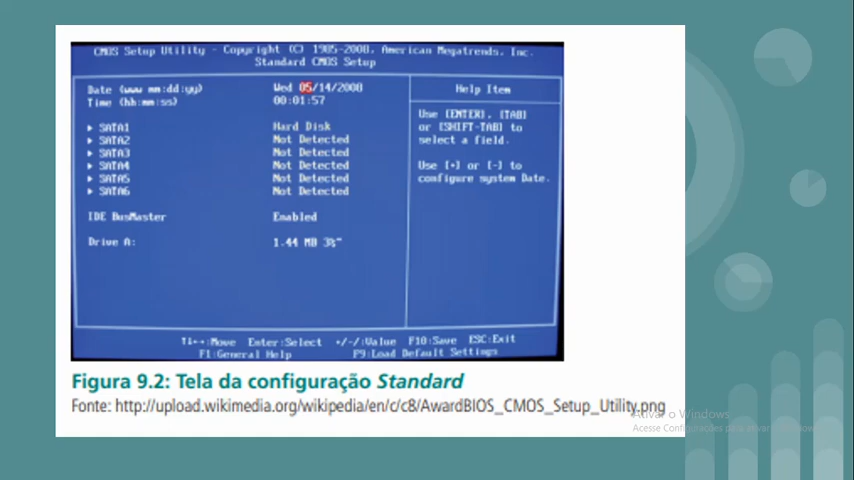 CMOS Setup Utility - Copyright (C) 1985-2008, American Megatrends, Inc.
Standard CMOS Setup
Date (www mm:dd:yy) Wed 05/14/2008
Time (hh:mm:ss) 00:01:57
SATA1 Hard Disk
SATA2 Not Detected
SATA3 Not Detected
SATA4 Not Detected
SATA5 Not Detected
SATA6 Not Detected
IDE BusMaster Enabled
Drive A: 1.44 MB 3½"
Help Item
Use [ENTER], [TAB]
or [SHIFT-TAB] to
select a field.
Use [+] or [-] to
configure system Date.
↑↓←→:Move Enter:Select +/-/:Value F10:Save ESC:Exit
F1:General Help F9:Load Default Settings
Figura 9.2: Tela da configuração Standard
Fonte: http://upload.wikimedia.org/wikipedia/en/c/c8/AwardBIOS_CMOS_Setup_Utility.png
Ativar o Windows
Acesse Configurações para ativar o Windows.